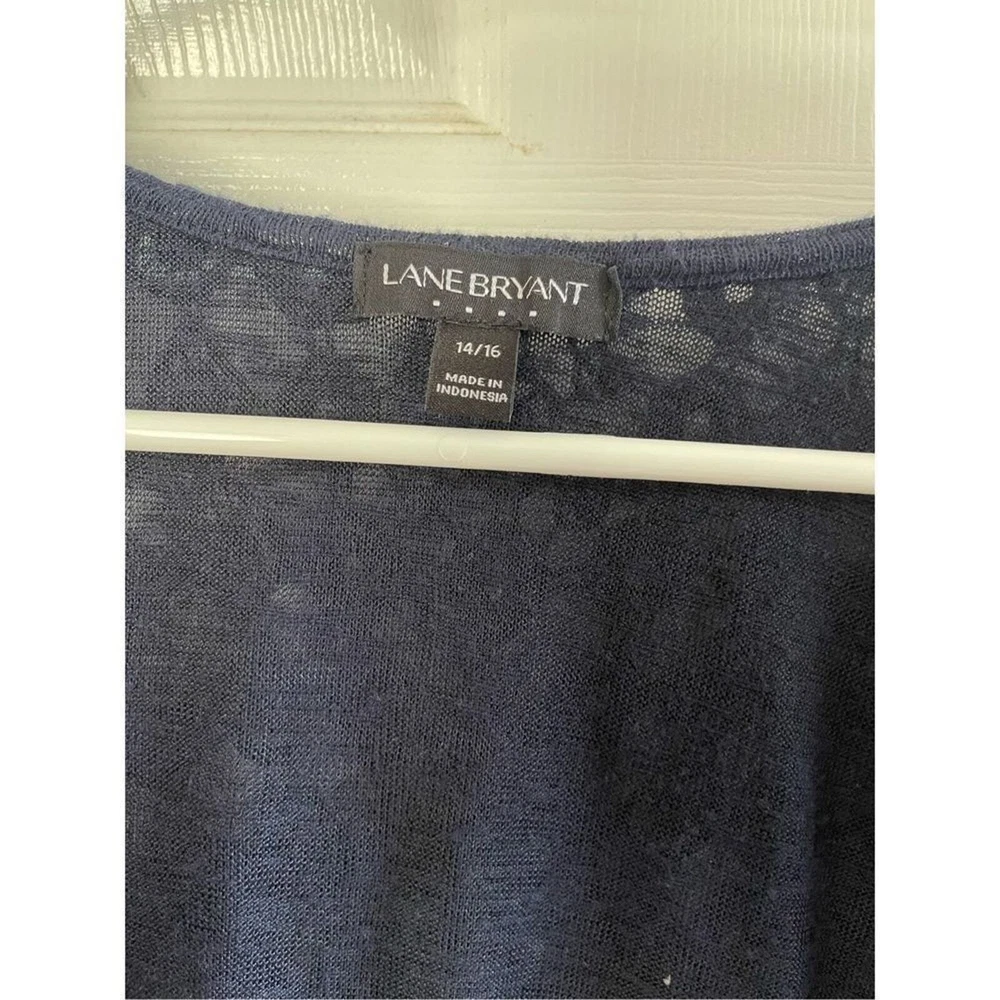 LANE BRYANT
14/16
MADE IN
INDONESIA